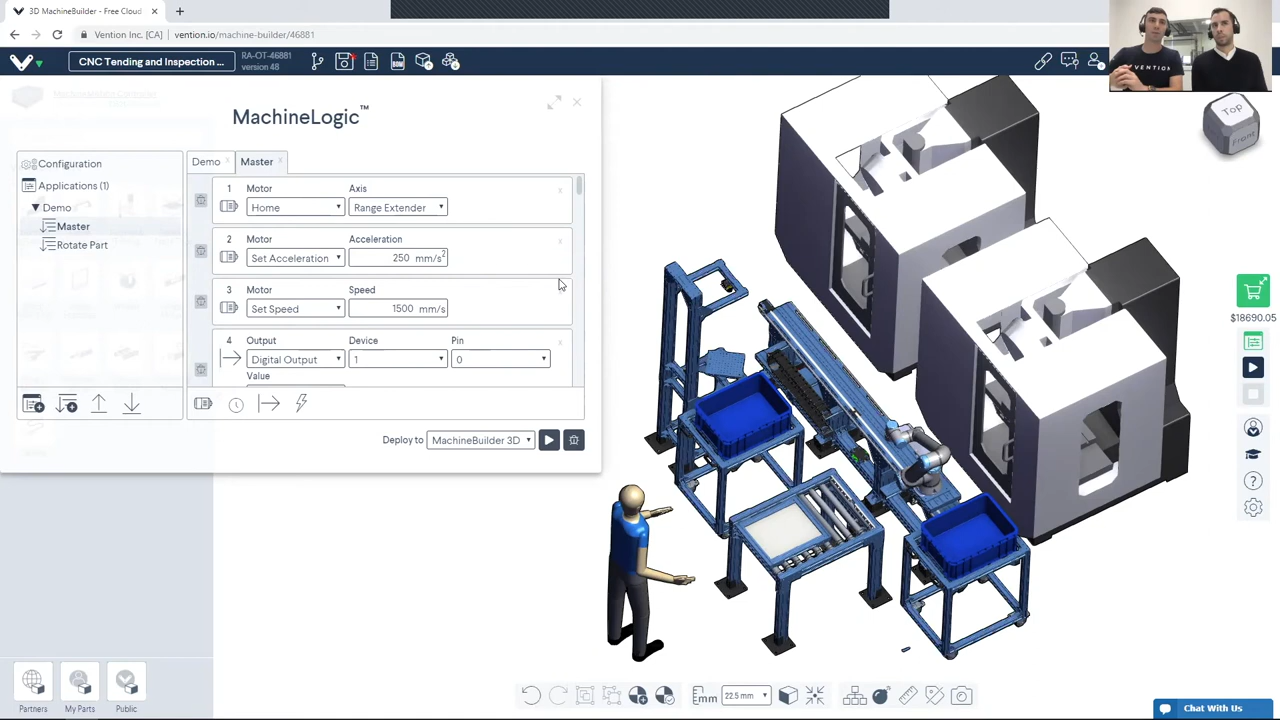 3D MachineBuilder - Free Cloud
Vention Inc. [CA] | vention.io/machine-builder/46881
CNC Tending and Inspection ...
RA-OT-46881
version 48
BOM
VENTION
MachineLogic™
Configuration
Applications (1)
Demo
Master
Rotate Part
Demo
Master
1 Motor Axis
Home Range Extender
2 Motor Acceleration
Set Acceleration 250 mm/s²
3 Motor Speed
Set Speed 1500 mm/s
4 Output Device Pin
Digital Output 1 0
Value
Deploy to MachineBuilder 3D
Top
Front
$18690.05
Partners
My Parts
Public
mm
22.5 mm
Chat With Us